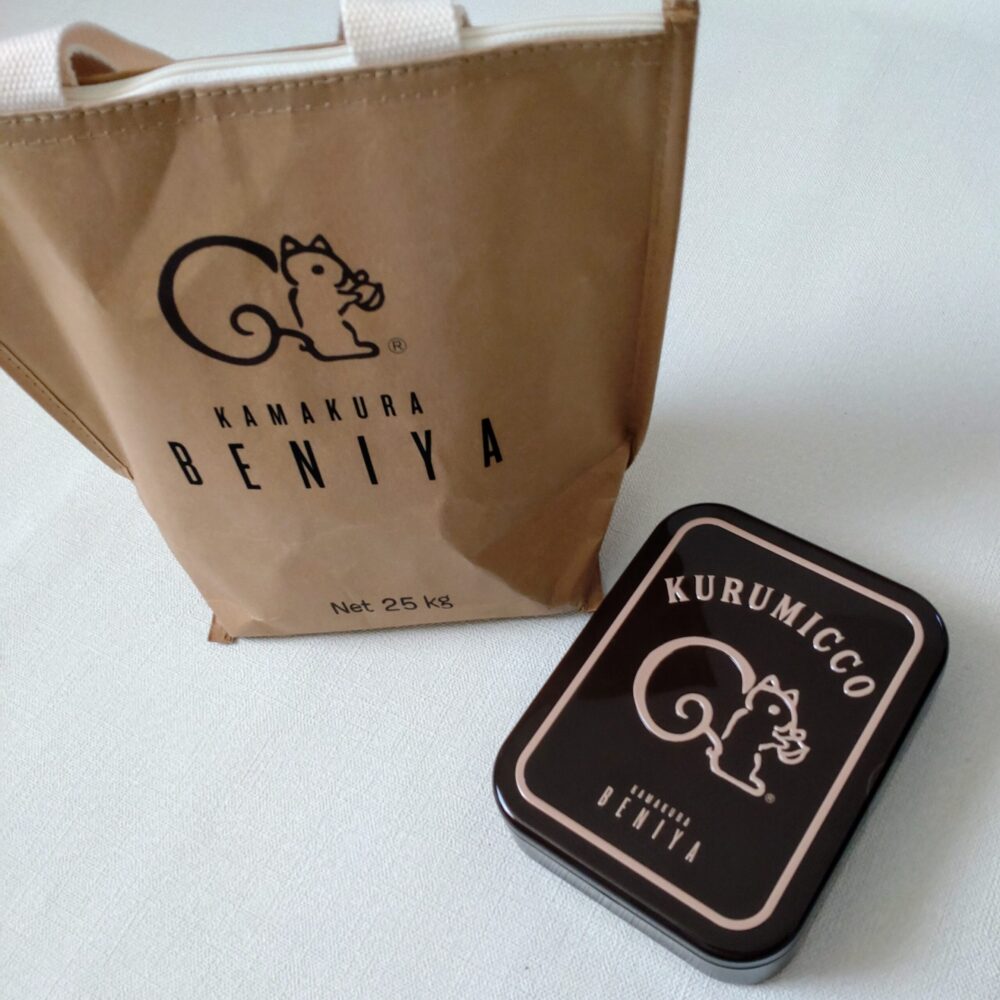 ®
KAMAKURA
BENIYA
Net 25 kg
KURUMICCO
®
KAMAKURA
BENIYA